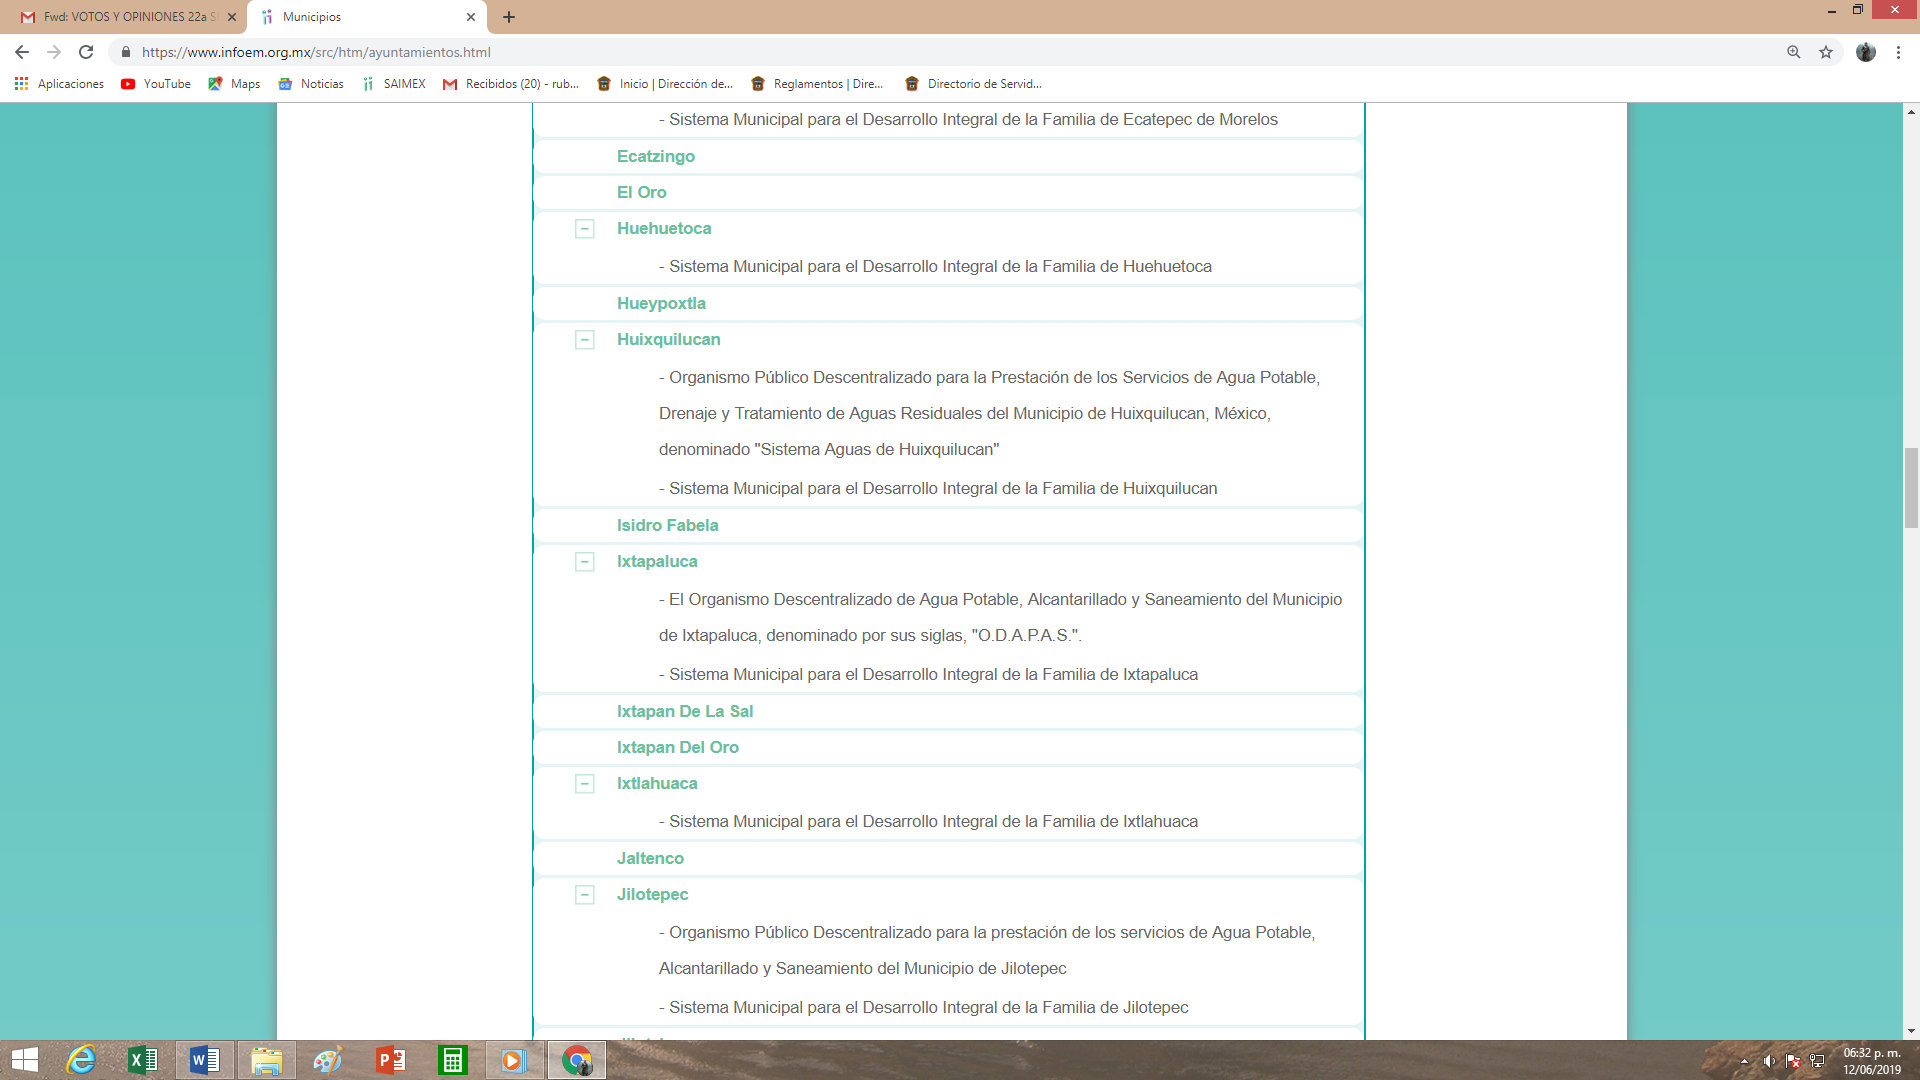 Fwd: VOTOS Y OPINIONES 22a S
Municipios
https://www.infoem.org.mx/src/htm/ayuntamientos.html
Aplicaciones
YouTube
Maps
Noticias
SAIMEX
Recibidos (20) - rub...
Inicio | Dirección de...
Reglamentos | Dire...
Directorio de Servid...
- Sistema Municipal para el Desarrollo Integral de la Familia de Ecatepec de Morelos
Ecatzingo
El Oro
Huehuetoca
- Sistema Municipal para el Desarrollo Integral de la Familia de Huehuetoca
Hueypoxtla
Huixquilucan
- Organismo Público Descentralizado para la Prestación de los Servicios de Agua Potable,
Drenaje y Tratamiento de Aguas Residuales del Municipio de Huixquilucan, México,
denominado "Sistema Aguas de Huixquilucan"
- Sistema Municipal para el Desarrollo Integral de la Familia de Huixquilucan
Isidro Fabela
Ixtapaluca
- El Organismo Descentralizado de Agua Potable, Alcantarillado y Saneamiento del Municipio
de Ixtapaluca, denominado por sus siglas, "O.D.A.P.A.S.".
- Sistema Municipal para el Desarrollo Integral de la Familia de Ixtapaluca
Ixtapan De La Sal
Ixtapan Del Oro
Ixtlahuaca
- Sistema Municipal para el Desarrollo Integral de la Familia de Ixtlahuaca
Jaltenco
Jilotepec
- Organismo Público Descentralizado para la prestación de los servicios de Agua Potable,
Alcantarillado y Saneamiento del Municipio de Jilotepec
- Sistema Municipal para el Desarrollo Integral de la Familia de Jilotepec
06:32 p. m.
12/06/2019